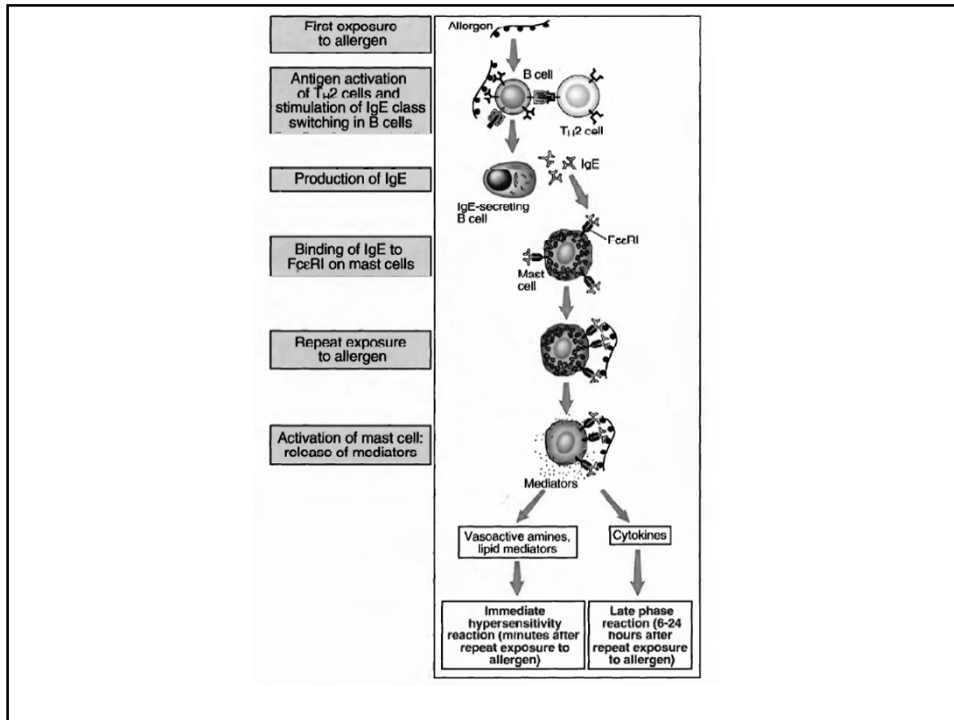 First exposure
to allergen
Allergen
Antigen activation
of TH2 cells and
stimulation of IgE class
switching in B cells
B cell
TH2 cell
Production of IgE
IgE
IgE-secreting
B cell
Binding of IgE to
FcεRI on mast cells
FcεRI
Mast
cell
Repeat exposure
to allergen
Activation of mast cell:
release of mediators
Mediators
Vasoactive amines,
lipid mediators
Cytokines
Immediate
hypersensitivity
reaction (minutes after
repeat exposure to
allergen)
Late phase
reaction (6-24
hours after
repeat exposure
to allergen)